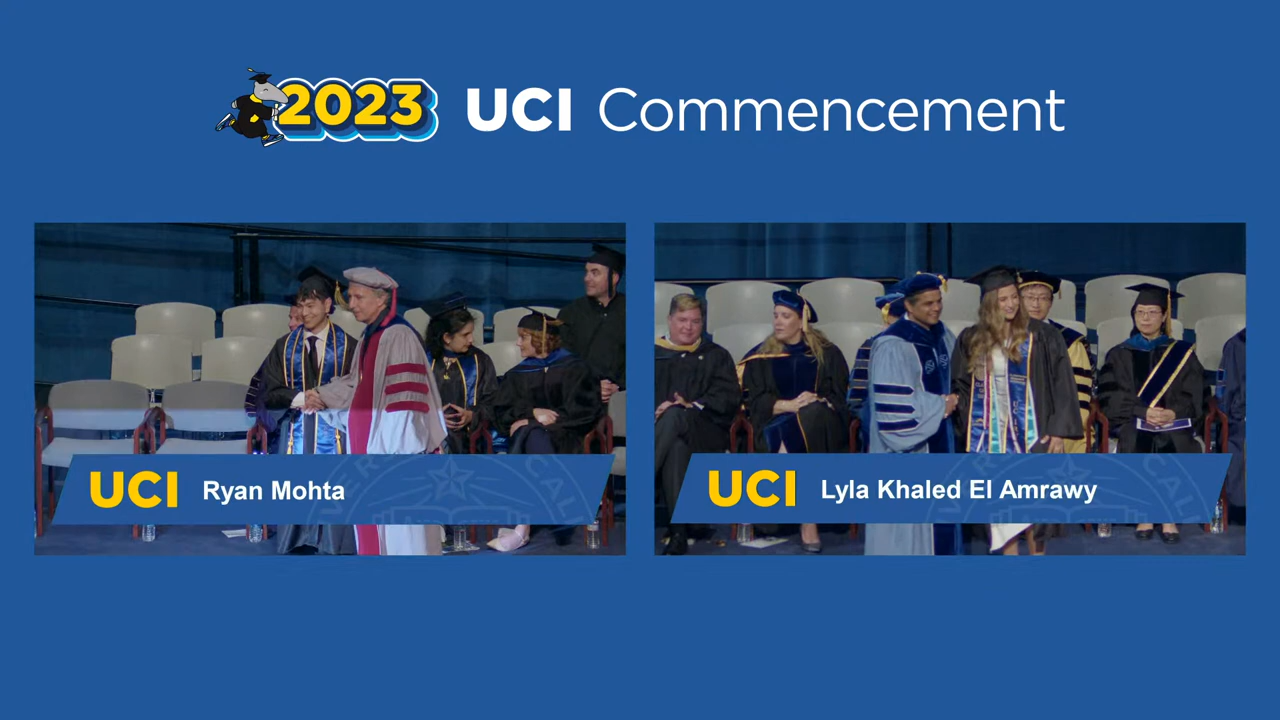 2023 UCI Commencement
UCI Ryan Mohta
UCI Lyla Khaled El Amrawy